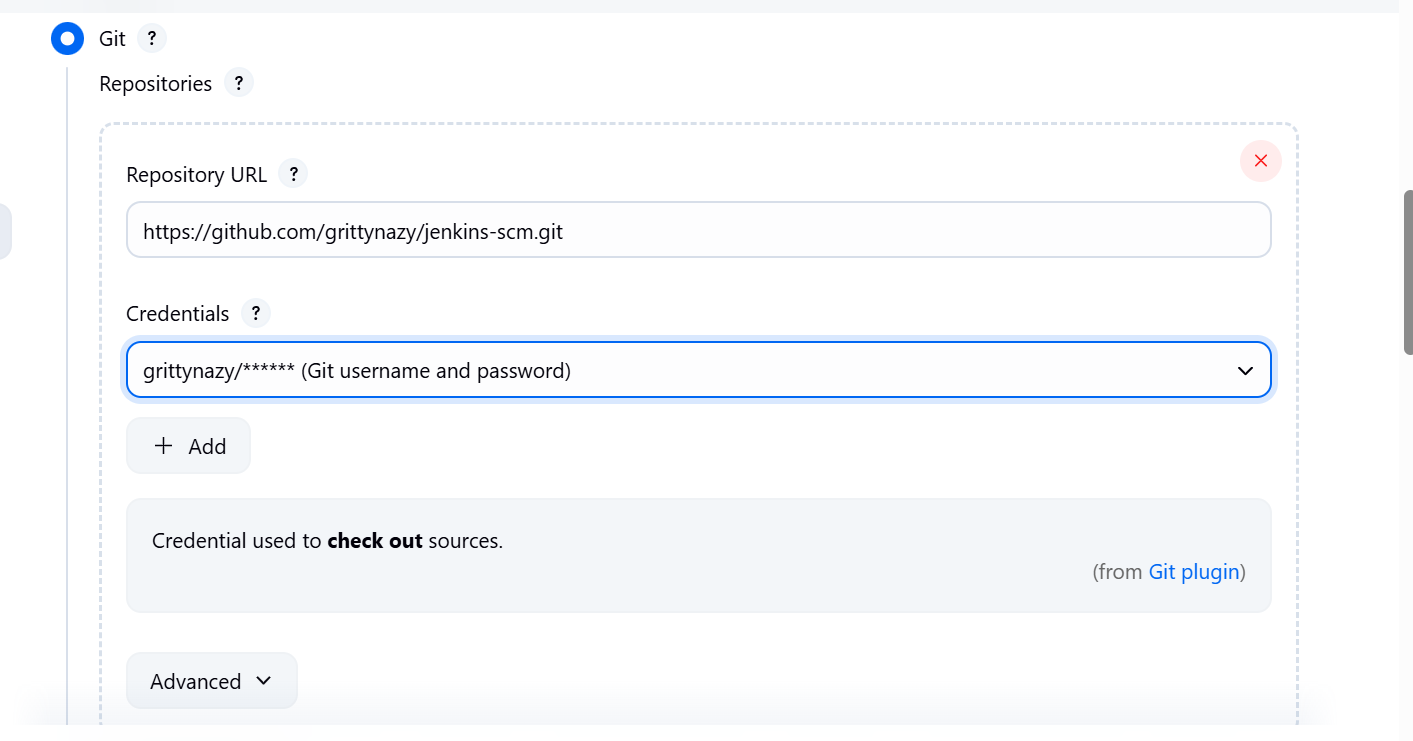 Git ?
Repositories ?
Repository URL ?
https://github.com/grittynazy/jenkins-scm.git
Credentials ?
grittynazy/****** (Git username and password)
+ Add
Credential used to check out sources.
(from Git plugin)
Advanced